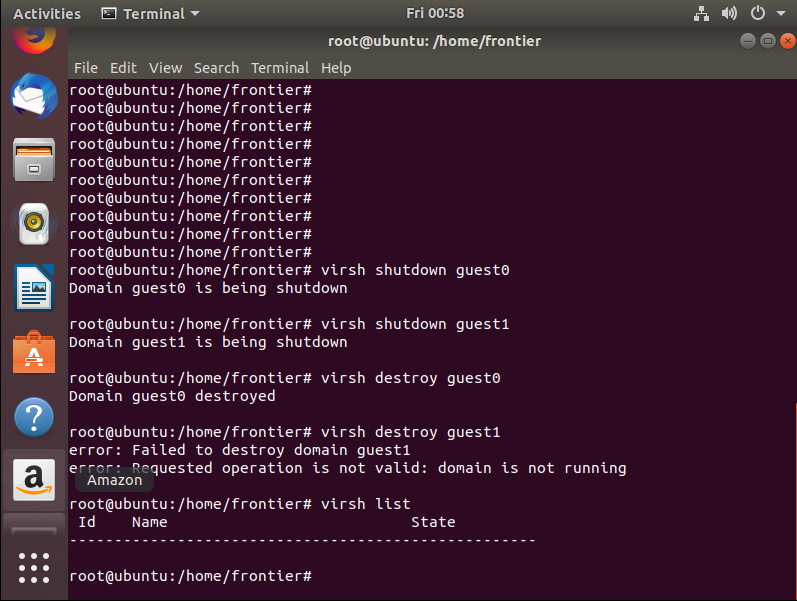 Activities Terminal Fri 00:58
root@ubuntu: /home/frontier
File Edit View Search Terminal Help
root@ubuntu:/home/frontier#
root@ubuntu:/home/frontier#
root@ubuntu:/home/frontier#
root@ubuntu:/home/frontier#
root@ubuntu:/home/frontier#
root@ubuntu:/home/frontier#
root@ubuntu:/home/frontier#
root@ubuntu:/home/frontier#
root@ubuntu:/home/frontier#
root@ubuntu:/home/frontier#
root@ubuntu:/home/frontier# virsh shutdown guest0
Domain guest0 is being shutdown
root@ubuntu:/home/frontier# virsh shutdown guest1
Domain guest1 is being shutdown
root@ubuntu:/home/frontier# virsh destroy guest0
Domain guest0 destroyed
root@ubuntu:/home/frontier# virsh destroy guest1
error: Failed to destroy domain guest1
error: Requested operation is not valid: domain is not running
Amazon
root@ubuntu:/home/frontier# virsh list
Id Name State
----------------------------------------------------
root@ubuntu:/home/frontier#